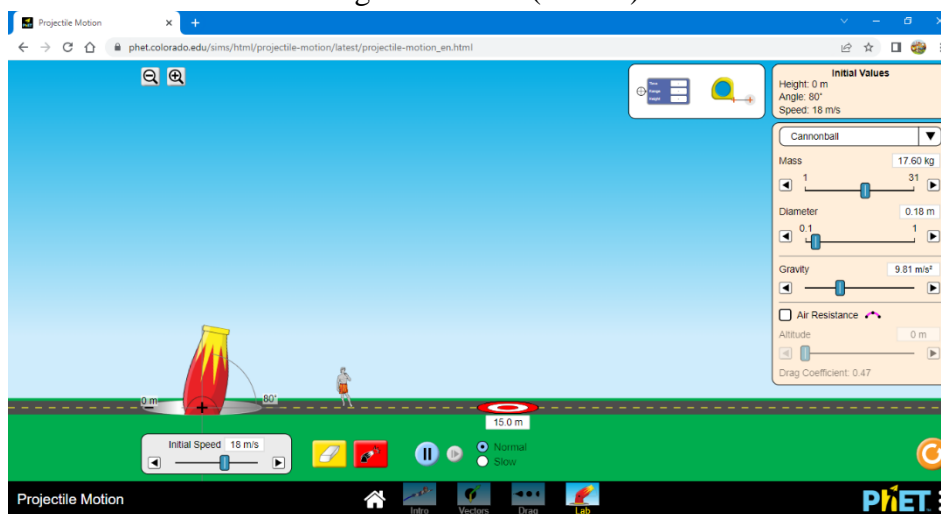 Projectile Motion
phet.colorado.edu/sims/html/projectile-motion/latest/projectile-motion_en.html
Time
Range
Height
Initial Values
Height: 0 m
Angle: 80°
Speed: 18 m/s
Cannonball
Mass 17.60 kg
1 31
Diameter 0.18 m
0.1 1
Gravity 9.81 m/s²
Air Resistance
Altitude 0 m
Drag Coefficient: 0.47
0 m
80°
15.0 m
Initial Speed 18 m/s
Normal
Slow
Projectile Motion
Intro
Vectors
Drag
Lab
PhET